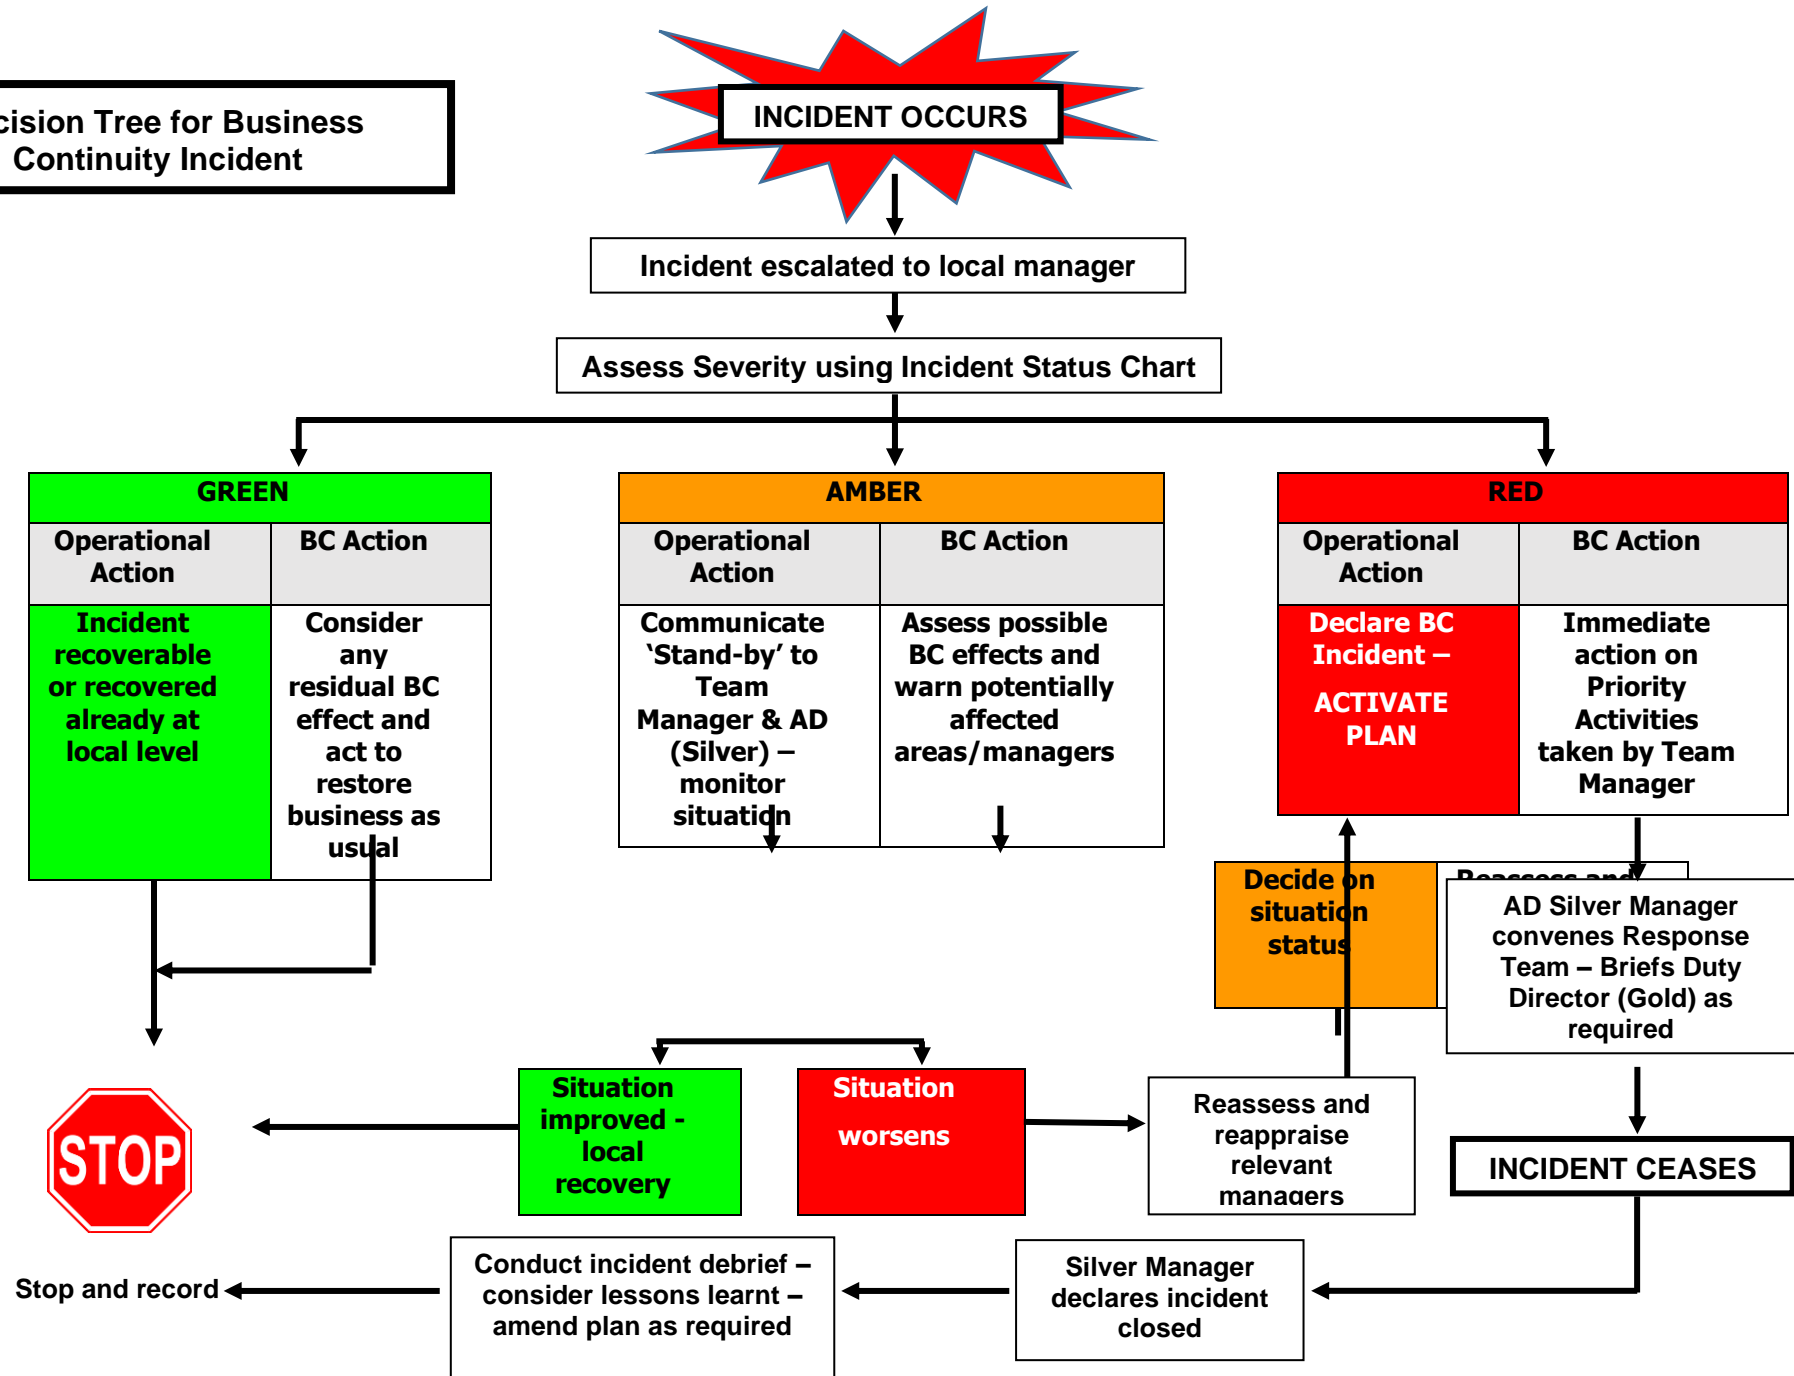 cision Tree for Business
Continuity Incident
INCIDENT OCCURS
Incident escalated to local manager
Assess Severity using Incident Status Chart
GREEN
Operational
Action
BC Action
Incident
recoverable
or recovered
already at
local level
Consider
any
residual BC
effect and
act to
restore
business as
usual
AMBER
Operational
Action
BC Action
Communicate
‘Stand-by’ to
Team
Manager & AD
(Silver) –
monitor
situation
Assess possible
BC effects and
warn potentially
affected
areas/managers
RED
Operational
Action
BC Action
Declare BC
Incident –
ACTIVATE
PLAN
Immediate
action on
Priority
Activities
taken by Team
Manager
Decide on
situation
status
Reassess and
AD Silver Manager
convenes Response
Team – Briefs Duty
Director (Gold) as
required
Situation
improved -
local
recovery
Situation
worsens
Reassess and
reappraise
relevant
managers
INCIDENT CEASES
STOP
Stop and record
Conduct incident debrief –
consider lessons learnt –
amend plan as required
Silver Manager
declares incident
closed